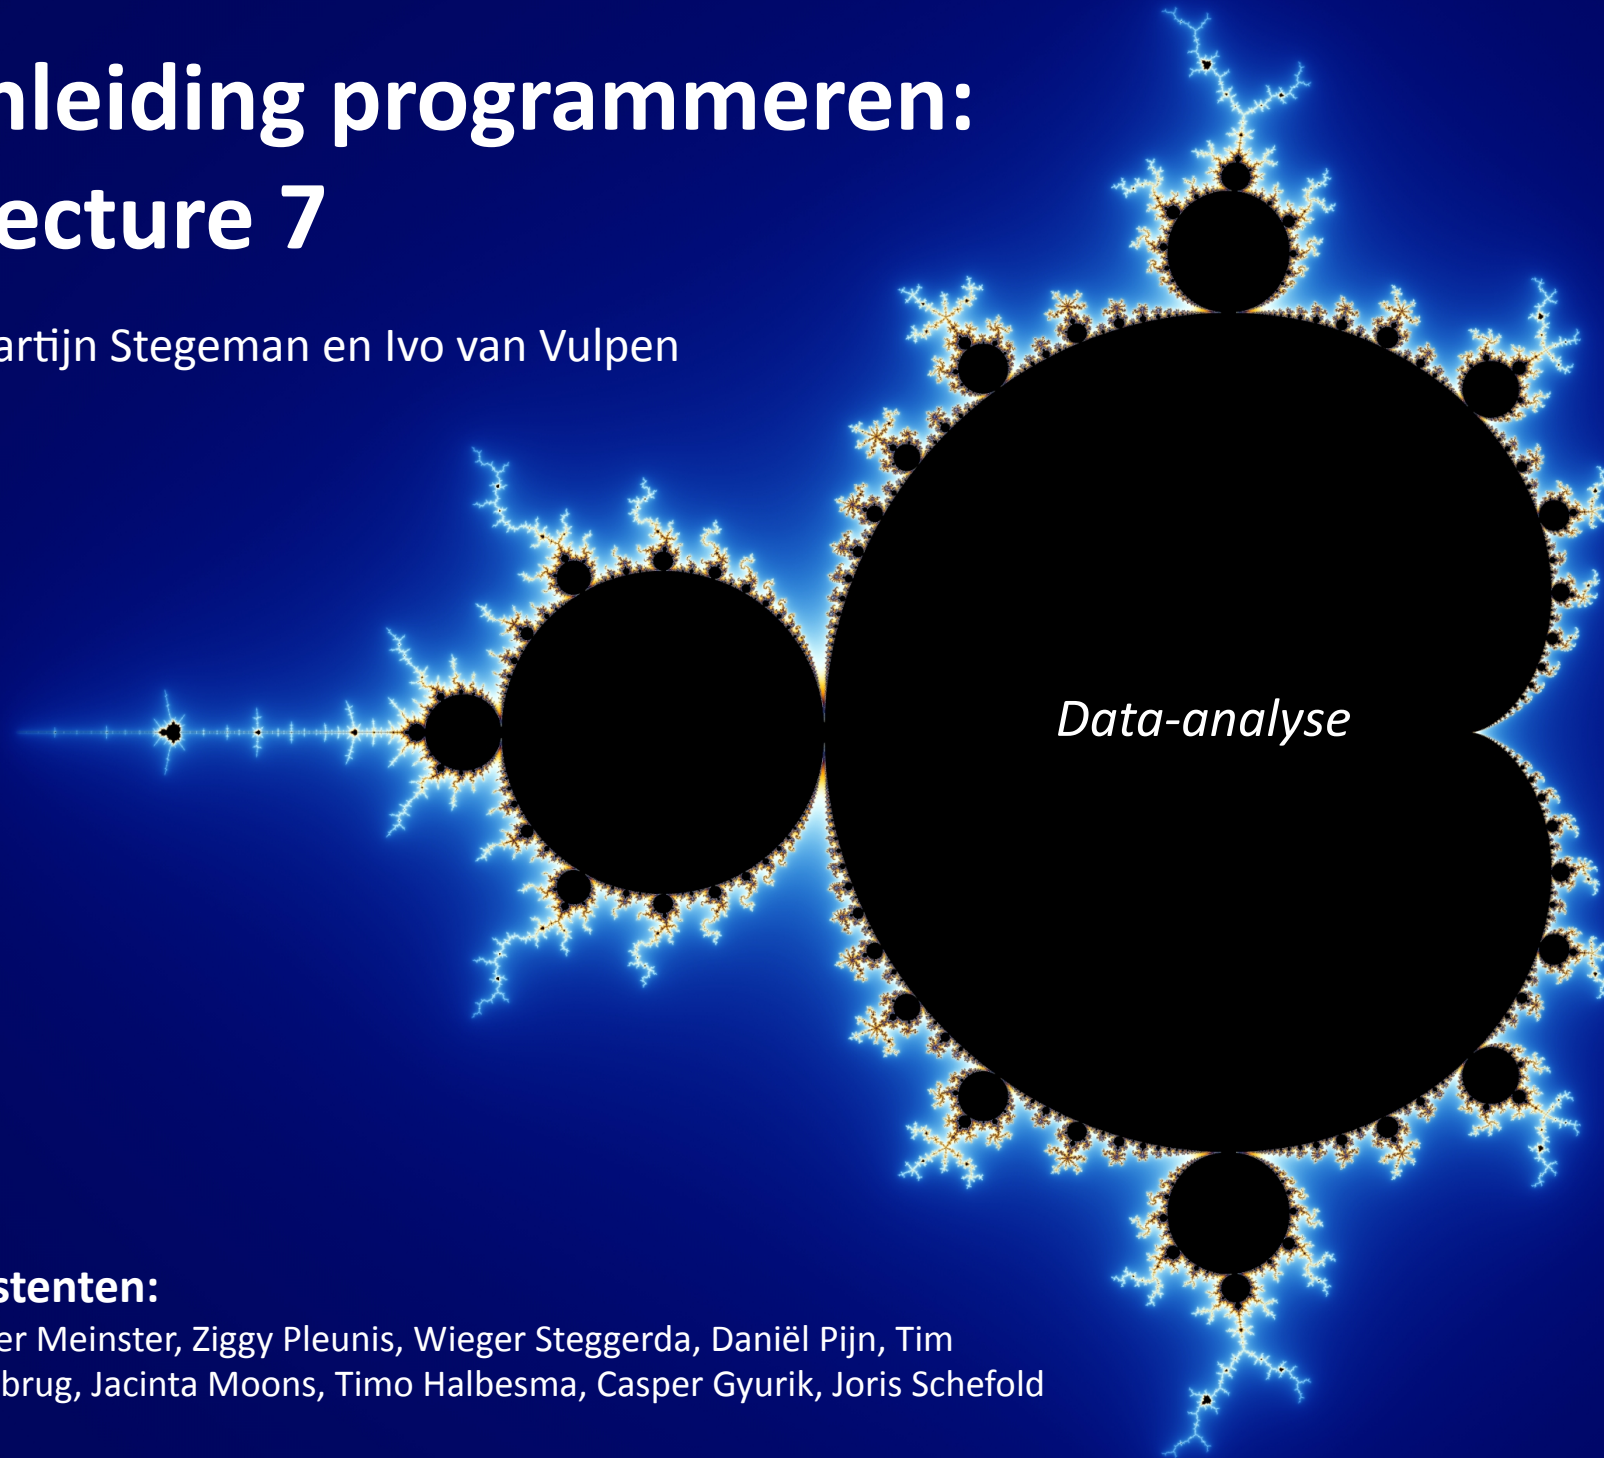 nleiding programmeren:
ecture 7
artijn Stegeman en Ivo van Vulpen
Data-analyse
stenten:
er Meinster, Ziggy Pleunis, Wieger Steggerda, Daniël Pijn, Tim
brug, Jacinta Moons, Timo Halbesma, Casper Gyurik, Joris Schefold